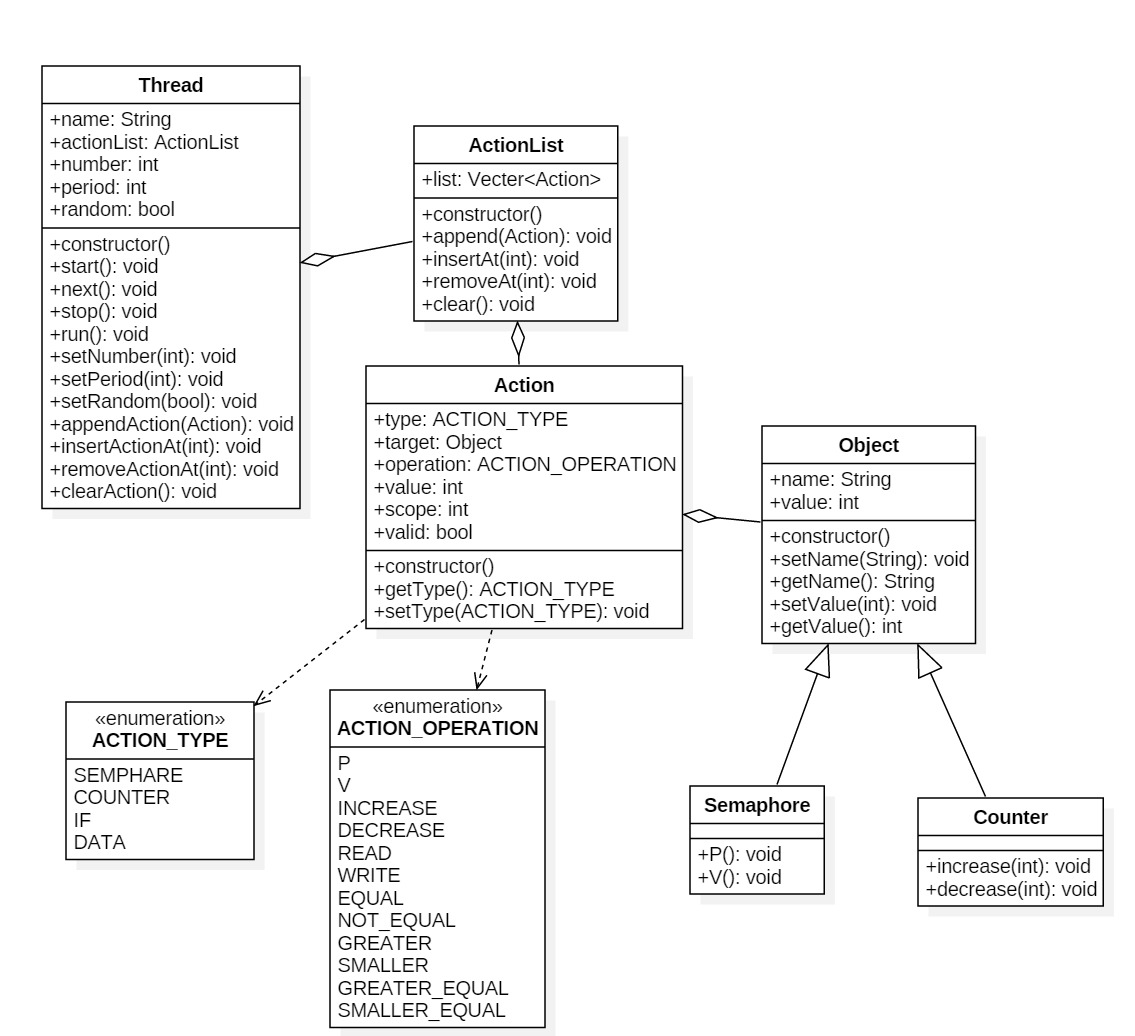 Thread
+name: String
+actionList: ActionList
+number: int
+period: int
+random: bool
+constructor()
+start(): void
+next(): void
+stop(): void
+run(): void
+setNumber(int): void
+setPeriod(int): void
+setRandom(bool): void
+appendAction(Action): void
+insertActionAt(int): void
+removeActionAt(int): void
+clearAction(): void
ActionList
+list: Vecter<Action>
+constructor()
+append(Action): void
+insertAt(int): void
+removeAt(int): void
+clear(): void
Action
+type: ACTION_TYPE
+target: Object
+operation: ACTION_OPERATION
+value: int
+scope: int
+valid: bool
+constructor()
+getType(): ACTION_TYPE
+setType(ACTION_TYPE): void
Object
+name: String
+value: int
+constructor()
+setName(String): void
+getName(): String
+setValue(int): void
+getValue(): int
«enumeration»
ACTION_TYPE
SEMPHARE
COUNTER
IF
DATA
«enumeration»
ACTION_OPERATION
P
V
INCREASE
DECREASE
READ
WRITE
EQUAL
NOT_EQUAL
GREATER
SMALLER
GREATER_EQUAL
SMALLER_EQUAL
Semaphore
+P(): void
+V(): void
Counter
+increase(int): void
+decrease(int): void